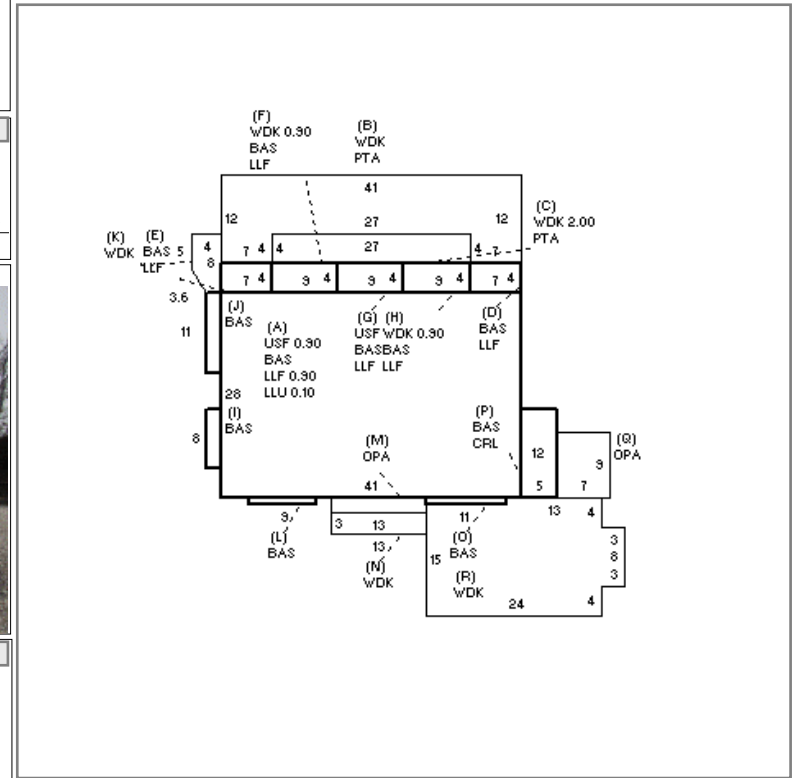 (F)
WDK 0.90
BAS
LLF
(B)
WDK
PTA
41
12
27
12
(C)
WDK 2.00
PTA
(K)
WDK
(E)
BAS
LLF
5
4
8
7 4
4
27
4
7
7 4
9 4
9 4
9 4
7 4
3.6
11
(J)
BAS
(A)
USF 0.90
BAS
LLF 0.90
LLU 0.10
(G)
USF
BAS
LLF
(H)
WDK 0.90
BAS
LLF
(D)
BAS
LLF
28
(I)
BAS
8
(P)
BAS
CRL
(M)
OPA
41
12
5
(Q)
OPA
9
7
9
(L)
BAS
3 13
13
(N)
WDK
11
(O)
BAS
13
4
3
8
3
15
(R)
WDK
24
4